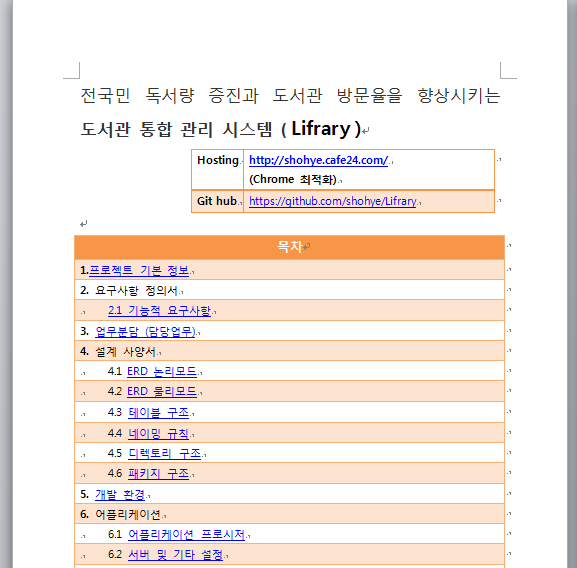 전국민 독서량 증진과 도서관 방문율을 향상시키는
도서관 통합 관리 시스템 ( Lifrary )
Hosting http://shohye.cafe24.com/
(Chrome 최적화)
Git hub https://github.com/shohye/Lifrary
목차
1.프로젝트 기본 정보
2. 요구사항 정의서
2.1 기능적 요구사항
3. 업무분담 (담당업무)
4. 설계 사양서
4.1 ERD 논리모드
4.2 ERD 물리모드
4.3 테이블 구조
4.4 네이밍 규칙
4.5 디렉토리 구조
4.6 패키지 구조
5. 개발 환경
6. 어플리케이션
6.1 어플리케이션 프로시저
6.2 서버 및 기타 설정